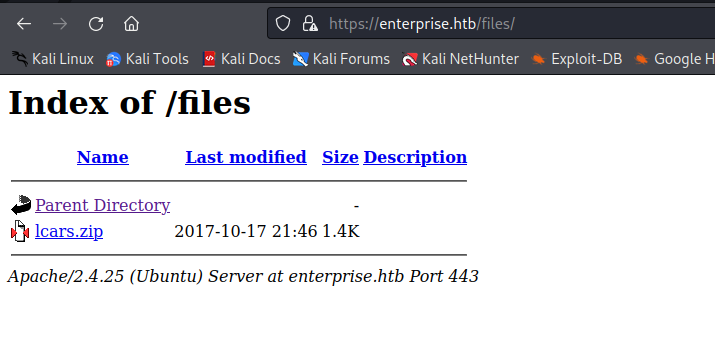 https://enterprise.htb/files/
Kali Linux Kali Tools Kali Docs Kali Forums Kali NetHunter Exploit-DB Google H
Index of /files
Name Last modified Size Description
Parent Directory -
lcars.zip 2017-10-17 21:46 1.4K
Apache/2.4.25 (Ubuntu) Server at enterprise.htb Port 443